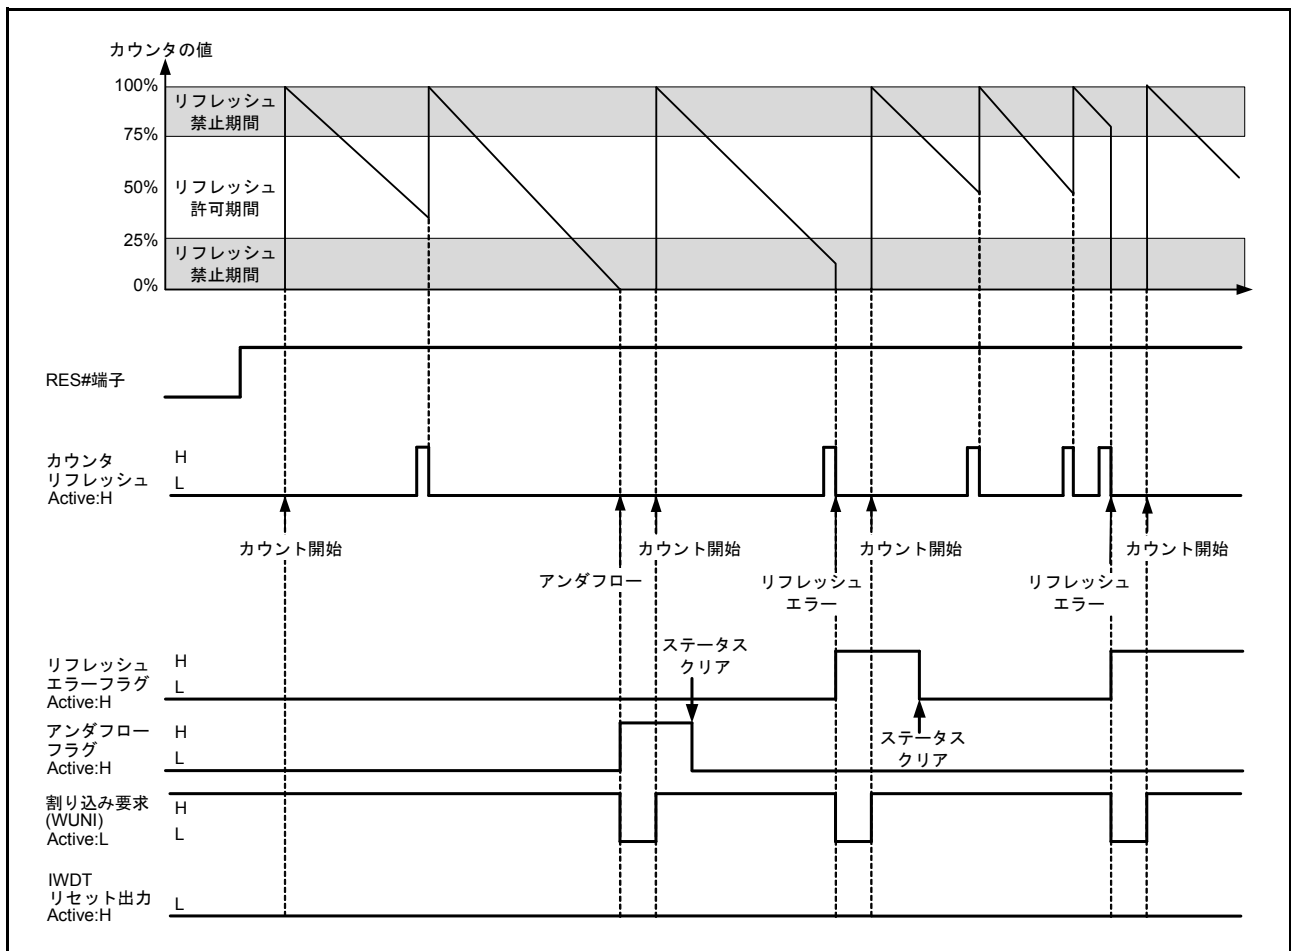 カウンタの値
100%
リフレッシュ
禁止期間
75%
50%
リフレッシュ
許可期間
25%
リフレッシュ
禁止期間
0%
RES#端子
カウンタ
リフレッシュ
Active:H
H
L
カウント開始
アンダフロー
カウント開始
リフレッシュ
エラー
カウント開始
リフレッシュ
エラー
カウント開始
リフレッシュ
エラーフラグ
Active:H
H
L
ステータス
クリア
ステータス
クリア
アンダフロー
フラグ
Active:H
H
L
割り込み要求
(WUNI)
Active:L
H
L
IWDT
リセット出力
Active:H
L